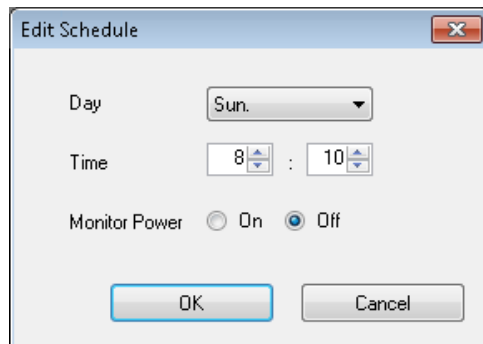 Edit Schedule
Day Sun.
Time 8 : 10
Monitor Power On Off
OK Cancel